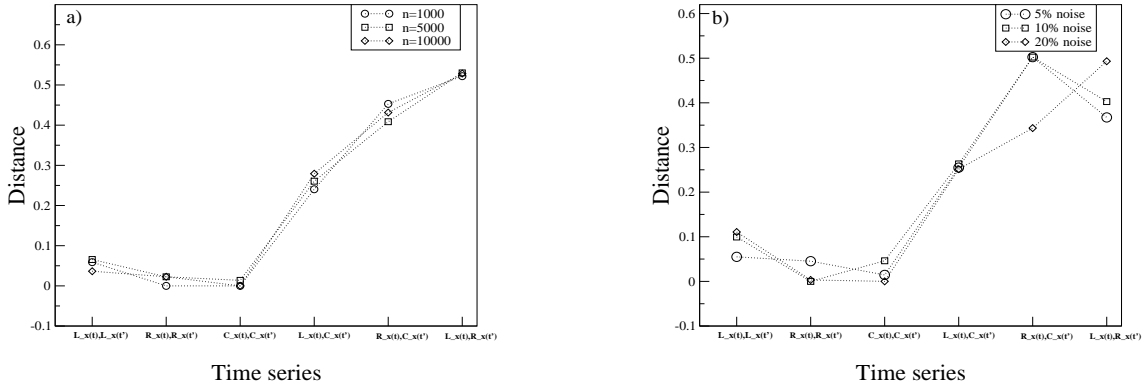 a)
n=1000
n=5000
n=10000
0.6
0.5
0.4
0.3
0.2
0.1
0
-0.1
Distance
L_x(t),L_x(t') R_x(t),R_x(t') C_x(t),C_x(t') L_x(t),C_x(t') R_x(t),C_x(t') L_x(t),R_x(t')
Time series
b)
5% noise
10% noise
20% noise
0.6
0.5
0.4
0.3
0.2
0.1
0
-0.1
Distance
L_x(t),L_x(t') R_x(t),R_x(t') C_x(t),C_x(t') L_x(t),C_x(t') R_x(t),C_x(t') L_x(t),R_x(t')
Time series